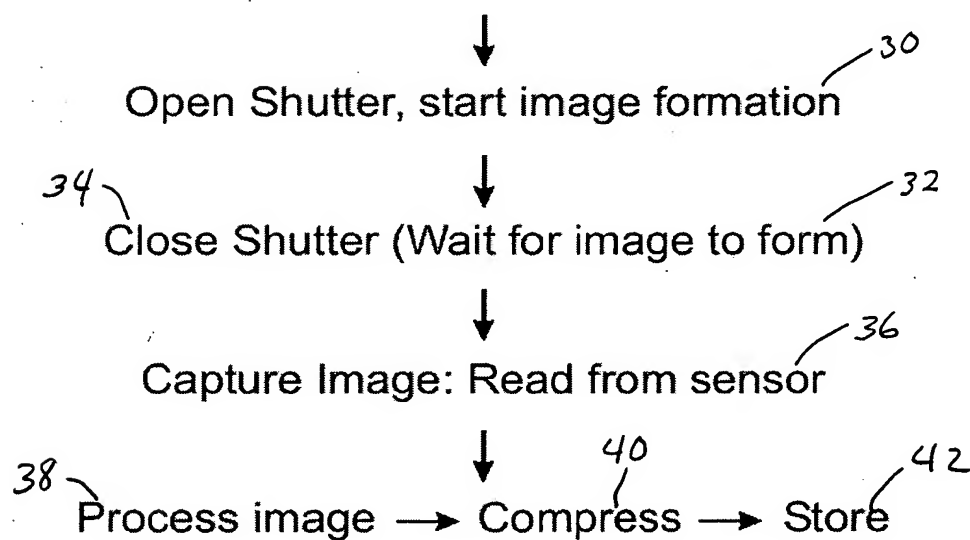 30
Open Shutter, start image formation
34 32
Close Shutter (Wait for image to form)
36
Capture Image: Read from sensor
38 40 42
Process image → Compress → Store